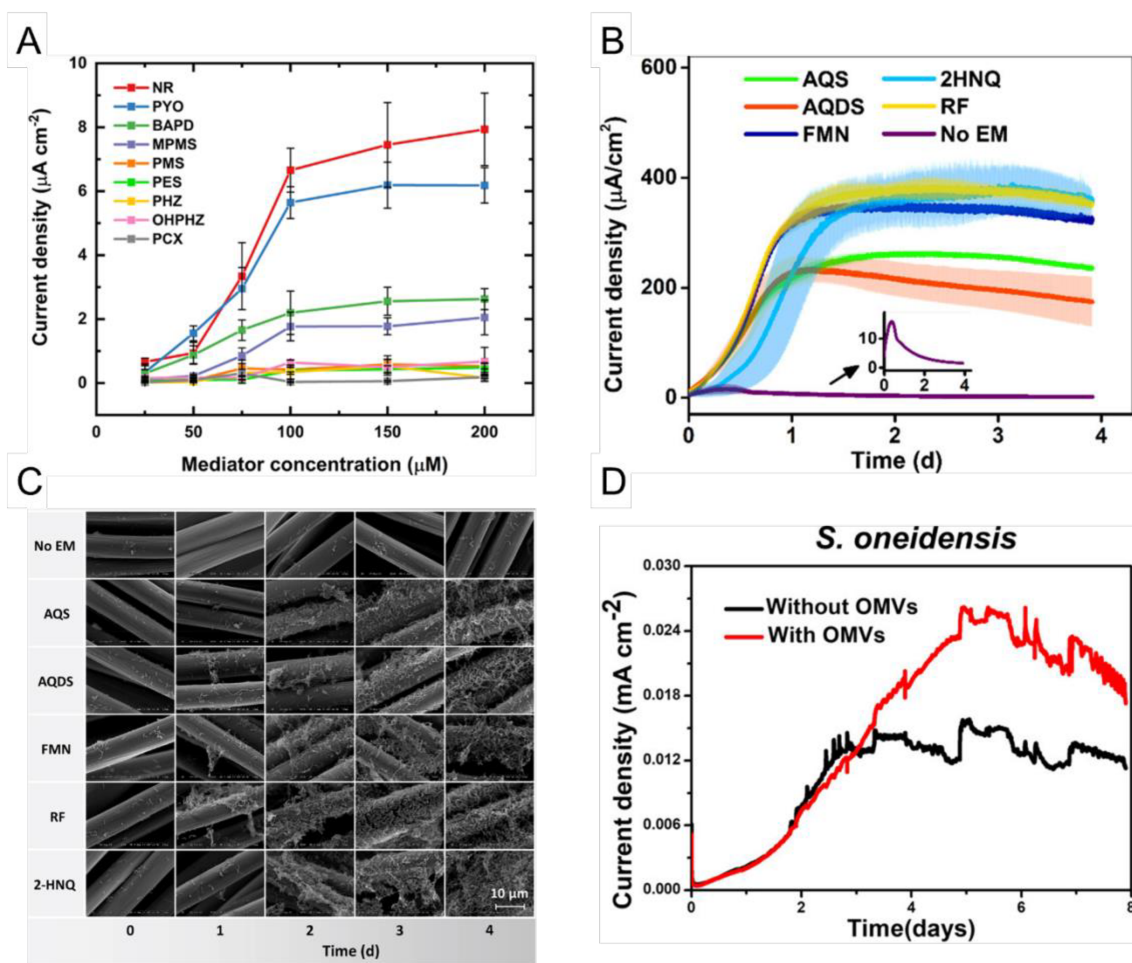 A
Current density (µA cm⁻²)
10
8
6
4
2
0
NR
PYO
BAPD
MPMS
PMS
PES
PHZ
OHPHZ
PCX
0 50 100 150 200
Mediator concentration (µM)
B
Current density (µA/cm²)
600
400
200
0
AQS
AQDS
FMN
2HNQ
RF
No EM
10
0
0 2 4
0 1 2 3 4
Time (d)
C
No EM
AQS
AQDS
FMN
RF
2-HNQ
10 µm
0 1 2 3 4
Time (d)
D
S. oneidensis
Current density (mA cm⁻²)
0.030
0.024
0.018
0.012
0.006
0.000
Without OMVs
With OMVs
0 2 4 6 8
Time(days)